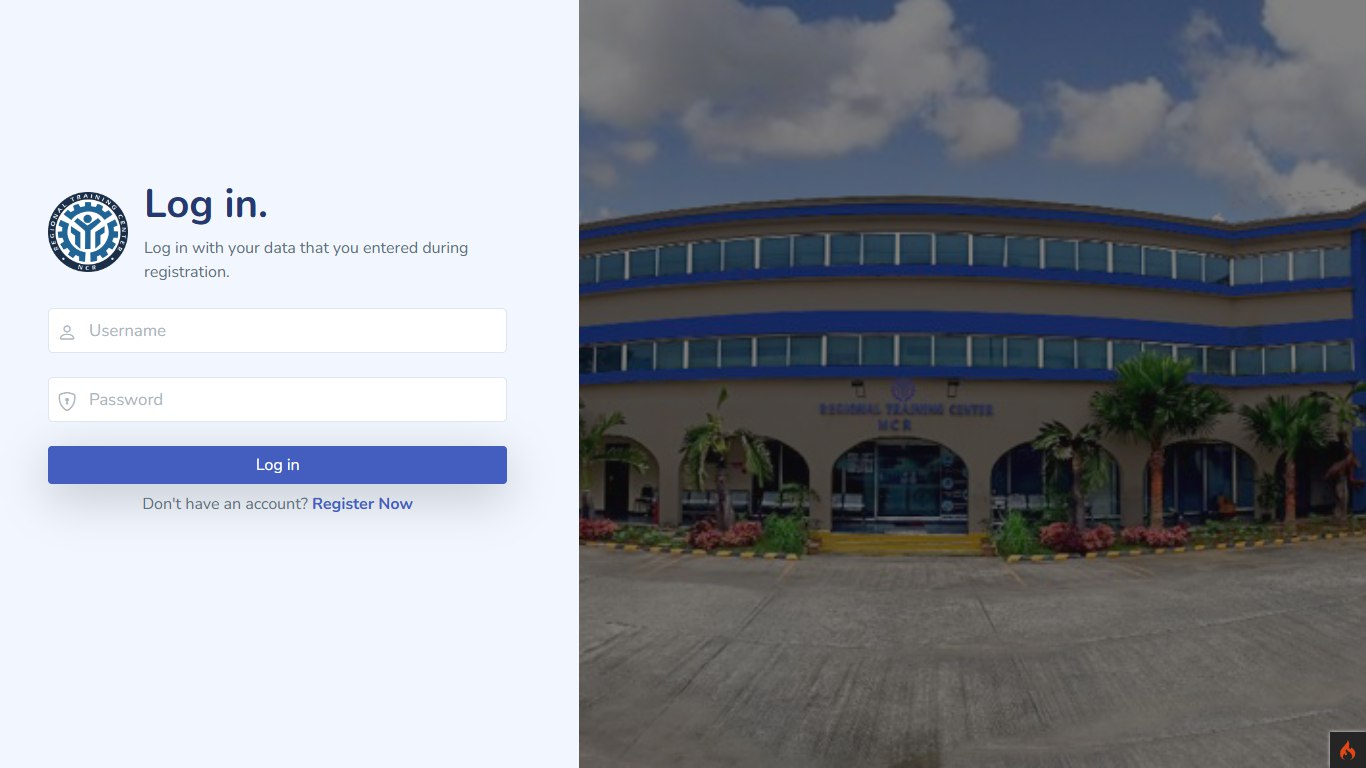 REGIONAL TRAINING CENTER
NCR
Log in.
Log in with your data that you entered during
registration.
Username
Password
Log in
Don't have an account? Register Now
REGIONAL TRAINING CENTER
NCR